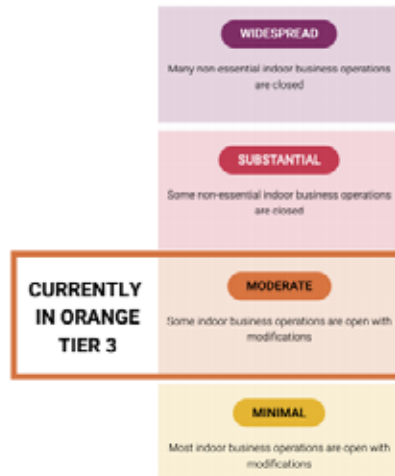 WIDESPREAD
Many non-essential indoor business operations
are closed
SUBSTANTIAL
Some non-essential indoor business operations
are closed
CURRENTLY
IN ORANGE
TIER 3
MODERATE
Some indoor business operations are open with
modifications
MINIMAL
Most indoor business operations are open with
modifications